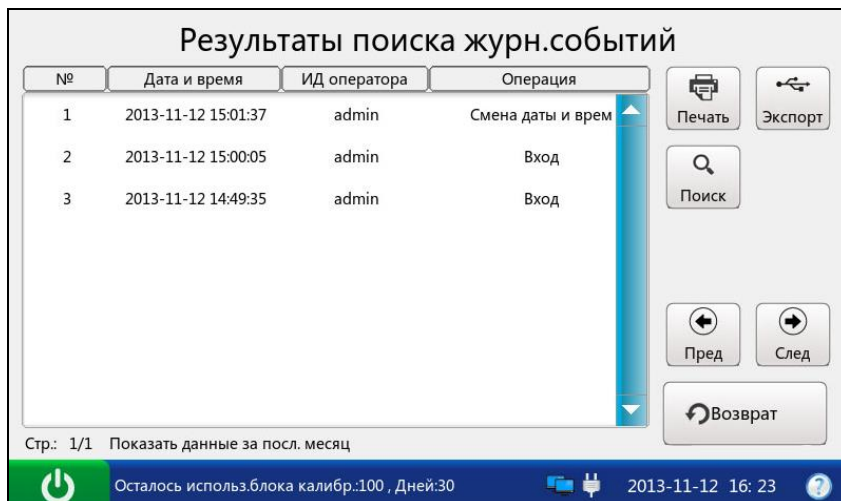 Результаты поиска журн.событий
№ Дата и время ИД оператора Операция
1 2013-11-12 15:01:37 admin Смена даты и врем
2 2013-11-12 15:00:05 admin Вход
3 2013-11-12 14:49:35 admin Вход
Печать Экспорт
Поиск
Пред След
Возврат
Стр.: 1/1 Показать данные за посл. месяц
Осталось использ.блока калибр.:100 , Дней:30 2013-11-12 16: 23 ?